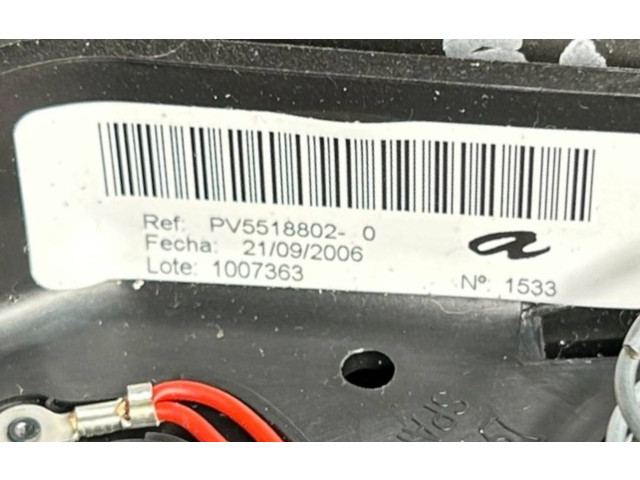 Ref: PV5518802- 0
Fecha: 21/09/2006
Lote: 1007363
a
Nº: 1533